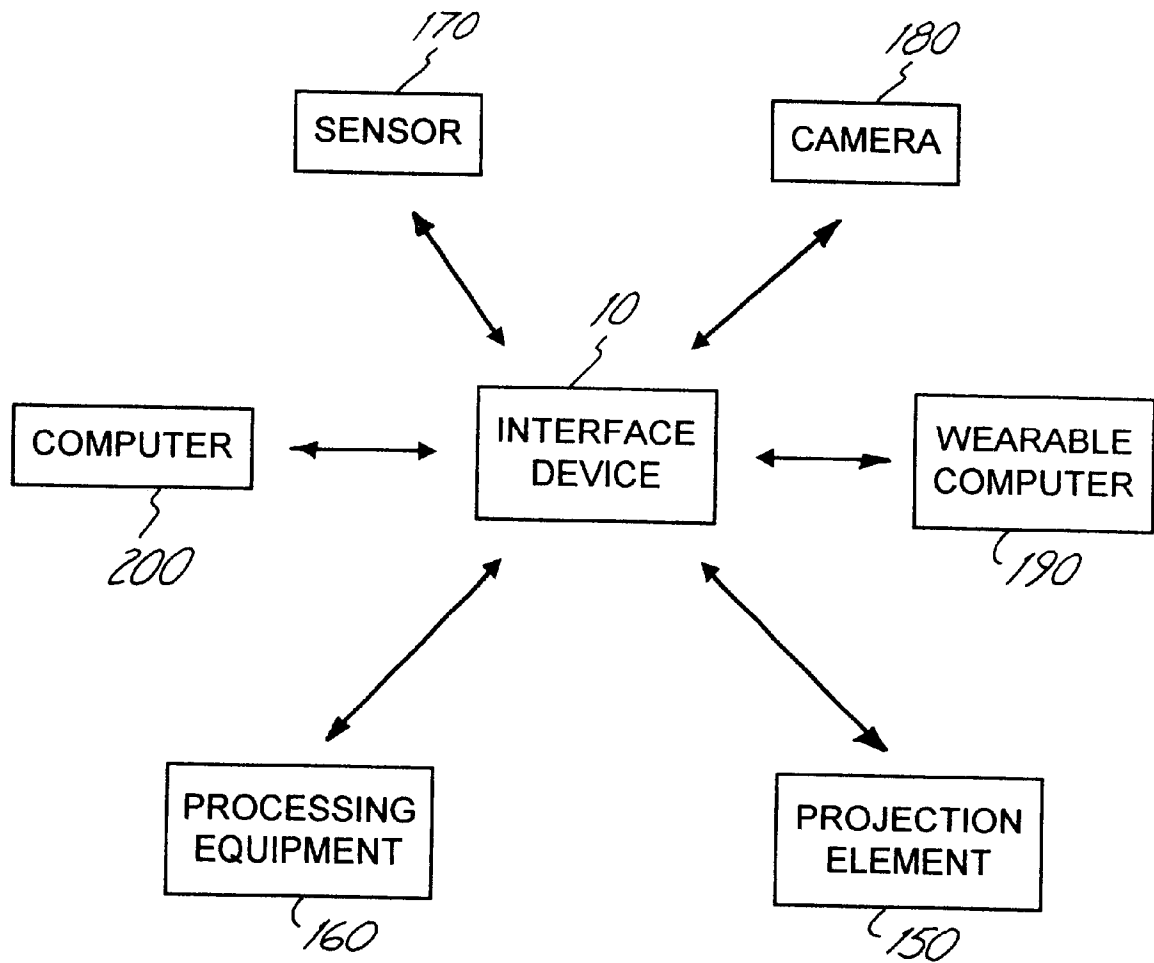 170
SENSOR
180
CAMERA
10
INTERFACE
DEVICE
COMPUTER
200
WEARABLE
COMPUTER
190
PROCESSING
EQUIPMENT
160
PROJECTION
ELEMENT
150